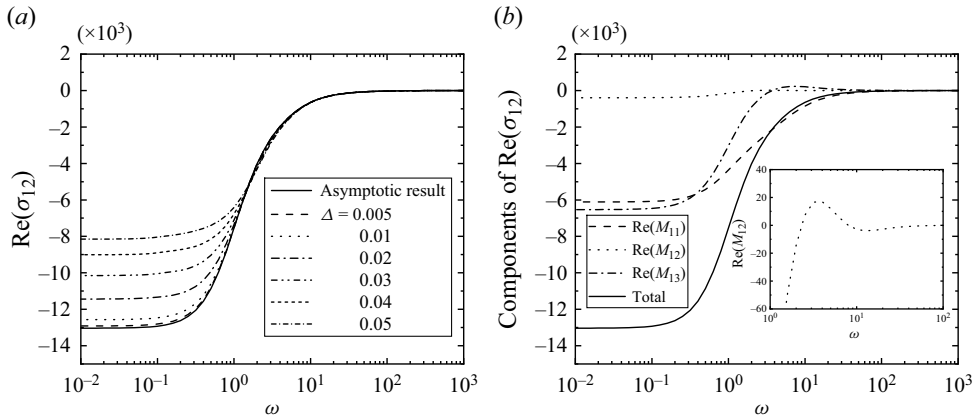 (a)
(×10³)
2
0
−2
−4
−6
−8
−10
−12
−14
Re(σ₁₂)
Asymptotic result
Δ = 0.005
0.01
0.02
0.03
0.04
0.05
10⁻² 10⁻¹ 10⁰ 10¹ 10² 10³
ω
(b)
(×10³)
2
0
−2
−4
−6
−8
−10
−12
−14
Components of Re(σ₁₂)
Re(M₁₁)
Re(M₁₂)
Re(M₁₃)
Total
40
20
0
−20
−40
−60
Re(M₁₂)
10⁰ 10¹ 10²
ω
10⁻² 10⁻¹ 10⁰ 10¹ 10² 10³
ω